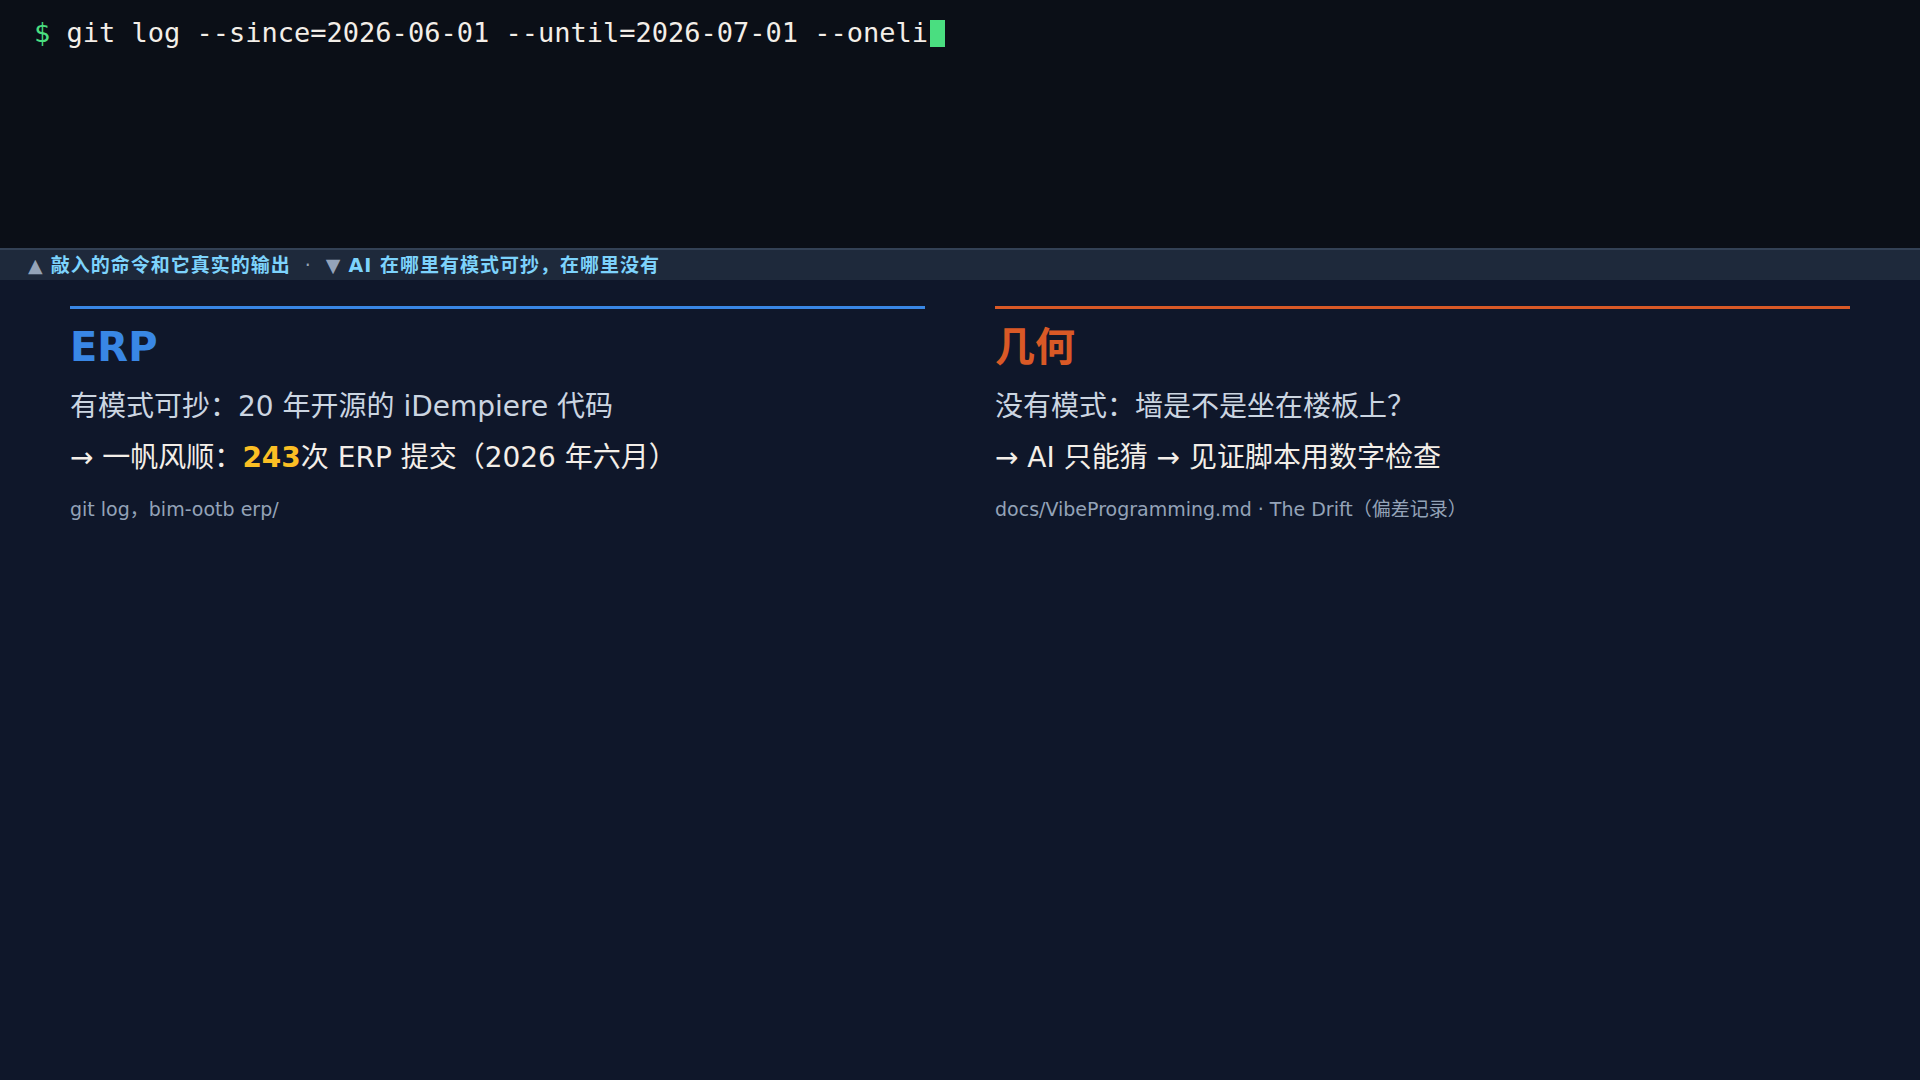 $ git log --since=2026-06-01 --until=2026-07-01 --oneli
▲ 敲入的命令和它真实的输出 · ▼ AI 在哪里有模式可抄，在哪里没有
ERP
有模式可抄：20 年开源的 iDempiere 代码
→ 一帆风顺：243次 ERP 提交（2026 年六月）
git log，bim-ootb erp/
几何
没有模式：墙是不是坐在楼板上？
→ AI 只能猜 → 见证脚本用数字检查
docs/VibeProgramming.md · The Drift（偏差记录）